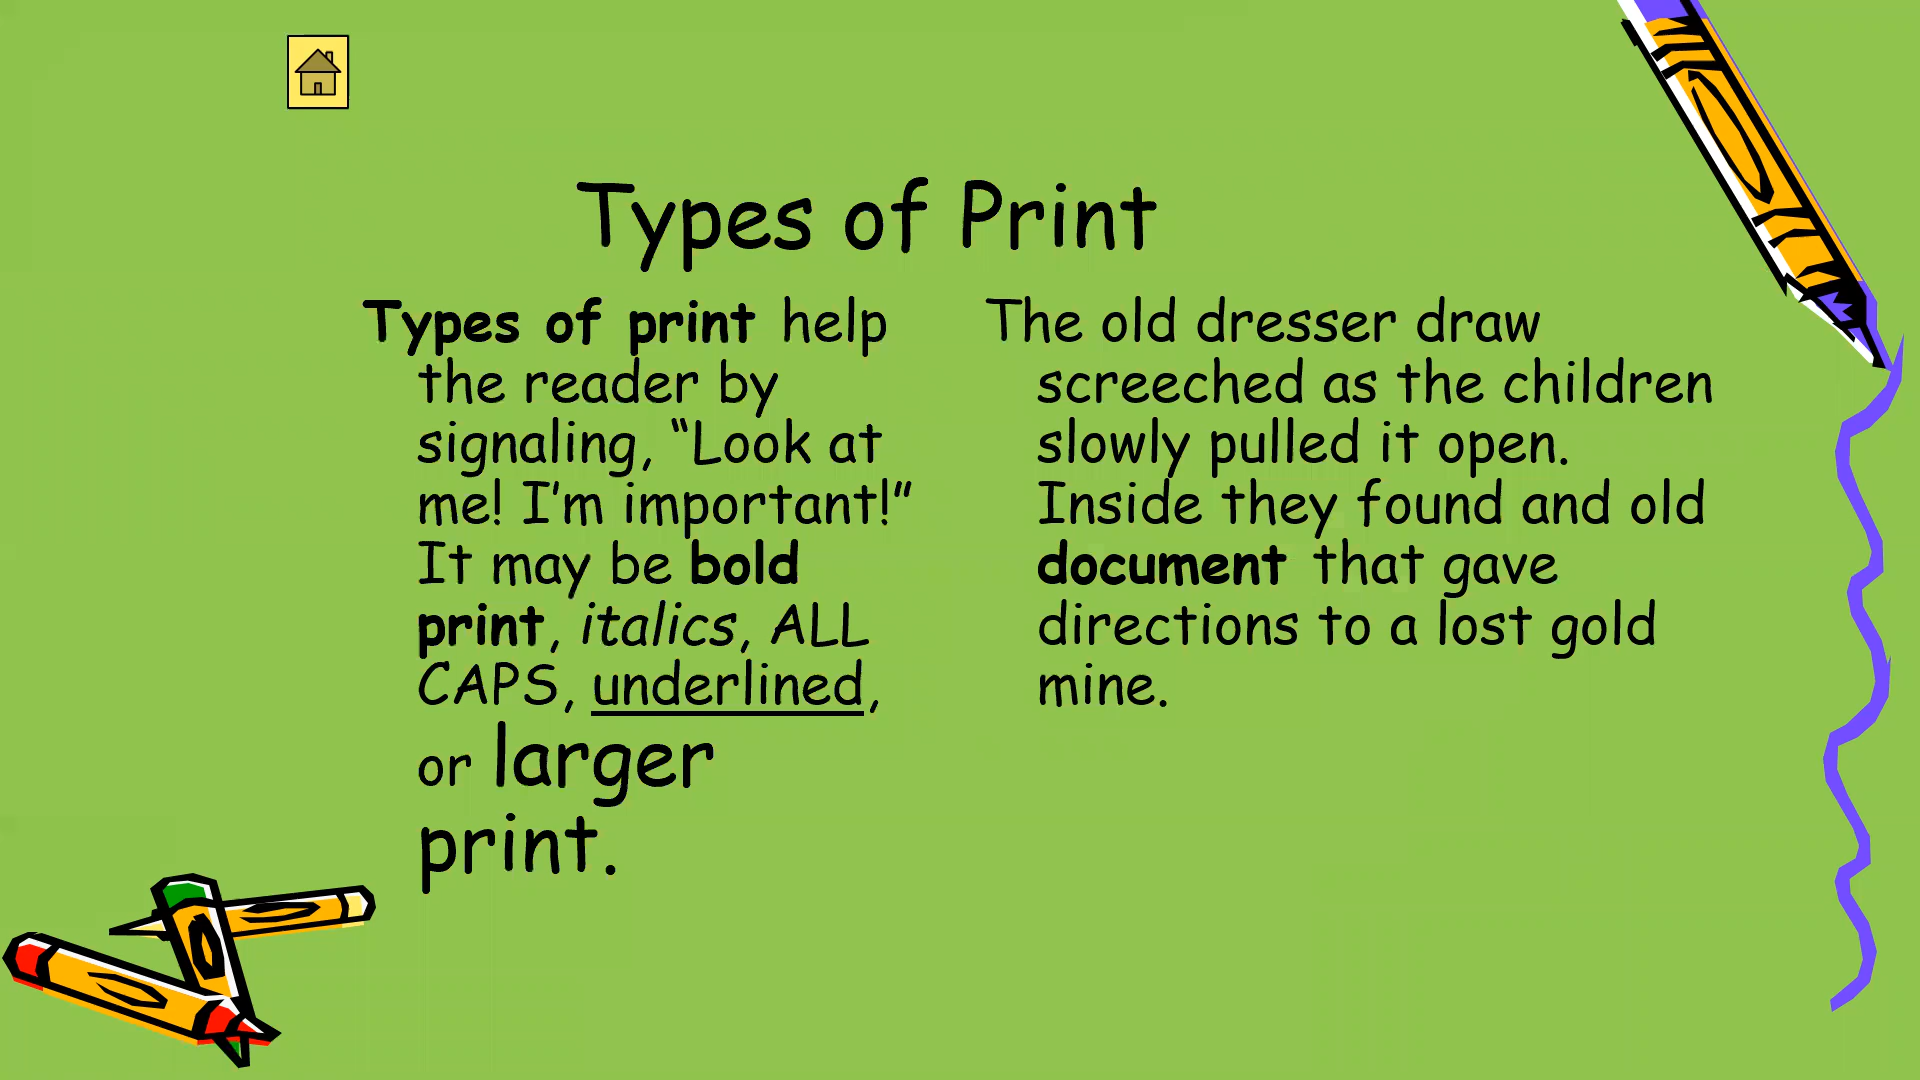 Types of Print
Types of print help
the reader by
signaling, “Look at
me! I’m important!”
It may be bold
print, italics, ALL
CAPS, underlined,
or larger
print.
The old dresser draw
screeched as the children
slowly pulled it open.
Inside they found and old
document that gave
directions to a lost gold
mine.